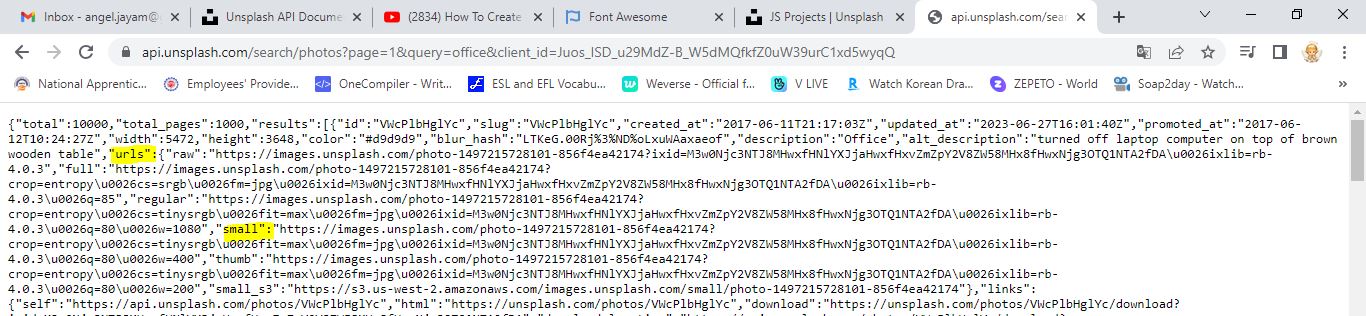 Inbox - angel.jayam@
Unsplash API Docume
(2834) How To Create
Font Awesome
JS Projects | Unsplash
api.unsplash.com/sear
api.unsplash.com/search/photos?page=1&query=office&client_id=Juos_ISD_u29MdZ-B_W5dMQfkfZ0uW39urC1xd5wyqQ
National Apprentic...
Employees' Provide...
OneCompiler - Writ...
ESL and EFL Vocabu...
Weverse - Official f...
V LIVE
Watch Korean Dra...
ZEPETO - World
Soap2day - Watch...
{"total":10000,"total_pages":1000,"results":[{"id":"VWcPlbHglYc","slug":"VWcPlbHglYc","created_at":"2017-06-11T21:17:03Z","updated_at":"2023-06-27T16:01:40Z","promoted_at":"2017-06-
12T10:24:27Z","width":5472,"height":3648,"color":"#d9d9d9","blur_hash":"LTKeG.00Rj%3%ND%oLxuWAaxaeof","description":"Office","alt_description":"turned off laptop computer on top of brown
wooden table","urls":{"raw":"https://images.unsplash.com/photo-1497215728101-856f4ea42174?ixid=M3w0Njc3NTJ8MHwxfHNlYXJjaHwxfHxvZmZpY2V8ZW58MHx8fHwxNjg3OTQ1NTA2fDA\u0026ixlib=rb-
4.0.3","full":"https://images.unsplash.com/photo-1497215728101-856f4ea42174?
crop=entropy\u0026cs=srgb\u0026fm=jpg\u0026ixid=M3w0Njc3NTJ8MHwxfHNlYXJjaHwxfHxvZmZpY2V8ZW58MHx8fHwxNjg3OTQ1NTA2fDA\u0026ixlib=rb-
4.0.3\u0026q=85","regular":"https://images.unsplash.com/photo-1497215728101-856f4ea42174?
crop=entropy\u0026cs=tinysrgb\u0026fit=max\u0026fm=jpg\u0026ixid=M3w0Njc3NTJ8MHwxfHNlYXJjaHwxfHxvZmZpY2V8ZW58MHx8fHwxNjg3OTQ1NTA2fDA\u0026ixlib=rb-
4.0.3\u0026q=80\u0026w=1080","small":"https://images.unsplash.com/photo-1497215728101-856f4ea42174?
crop=entropy\u0026cs=tinysrgb\u0026fit=max\u0026fm=jpg\u0026ixid=M3w0Njc3NTJ8MHwxfHNlYXJjaHwxfHxvZmZpY2V8ZW58MHx8fHwxNjg3OTQ1NTA2fDA\u0026ixlib=rb-
4.0.3\u0026q=80\u0026w=400","thumb":"https://images.unsplash.com/photo-1497215728101-856f4ea42174?
crop=entropy\u0026cs=tinysrgb\u0026fit=max\u0026fm=jpg\u0026ixid=M3w0Njc3NTJ8MHwxfHNlYXJjaHwxfHxvZmZpY2V8ZW58MHx8fHwxNjg3OTQ1NTA2fDA\u0026ixlib=rb-
4.0.3\u0026q=80\u0026w=200","small_s3":"https://s3.us-west-2.amazonaws.com/images.unsplash.com/small/photo-1497215728101-856f4ea42174"},"links":
{"self":"https://api.unsplash.com/photos/VWcPlbHglYc","html":"https://unsplash.com/photos/VWcPlbHglYc","download":"https://unsplash.com/photos/VWcPlbHglYc/download?